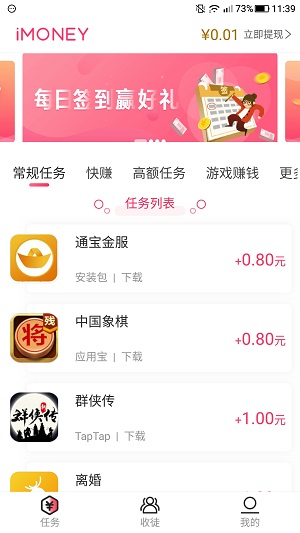 11:39
iMONEY
¥0.01 立即提现>
每日签到赢好礼
常规任务 快赚 高额任务 游戏赚钱 更多
任务列表
通宝金服
+0.80元
安装包 | 下载
残
将
中国象棋
+0.80元
应用宝 | 下载
群侠传
群侠传
+1.00元
TapTap | 下载
离婚
任务 收徒 我的